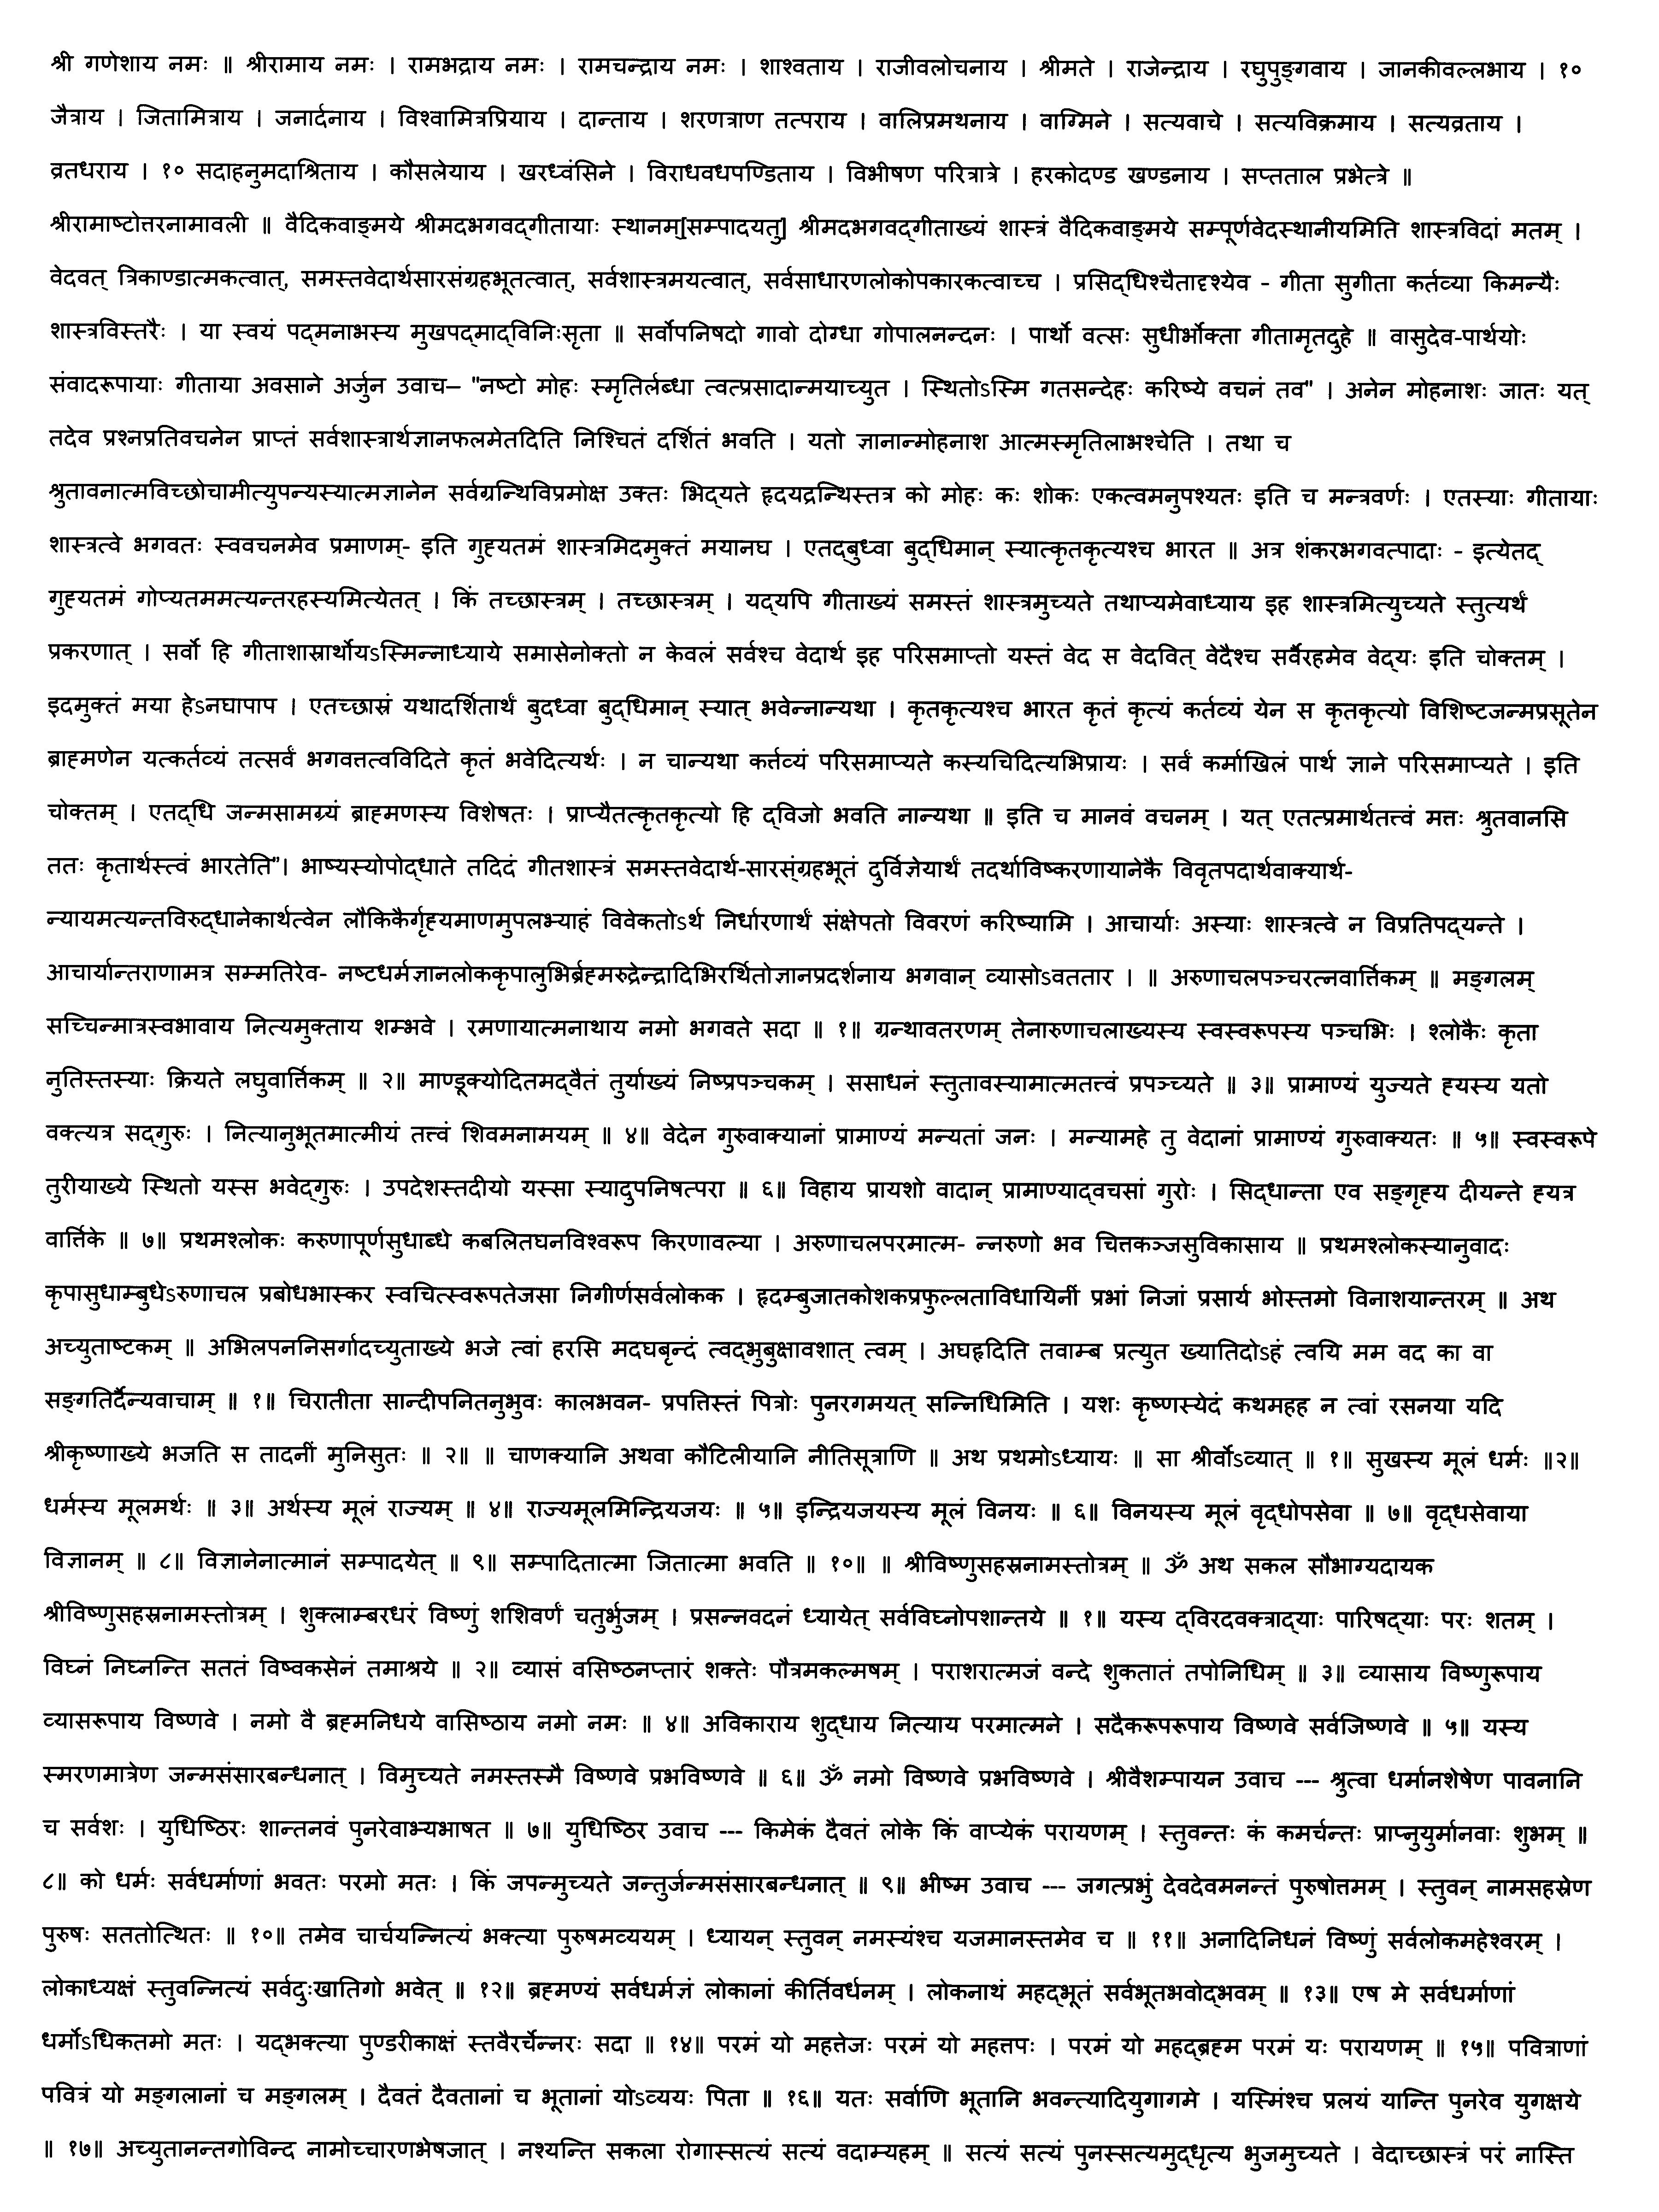 श्री गणेशाय नमः ॥ श्रीरामाय नमः । रामभद्राय नमः । रामचन्द्राय नमः । शाश्वताय । राजीवलोचनाय । श्रीमते । राजेन्द्राय । रघुपुङ्गवाय । जानकीवल्लभाय । १०
जैत्राय । जितामित्राय । जनार्दनाय । विश्वामित्रप्रियाय । दान्ताय । शरणत्राण तत्पराय । वालिप्रमथनाय । वाग्मिने । सत्यवाचे । सत्यविक्रमाय । सत्यव्रताय ।
व्रतधराय । १० सदाहनुमदाश्रिताय । कौसलेयाय । खरध्वंसिने । विराधवधपण्डिताय । विभीषण परित्रात्रे । हरकोदण्ड खण्डनाय । सप्तताल प्रभेत्त्रे ॥
श्रीरामाष्टोत्तरनामावली ॥ वैदिकवाङ्मये श्रीमदभगवद्गीतायाः स्थानम्[सम्पादयतु] श्रीमदभगवद्गीताख्यं शास्त्रं वैदिकवाङ्मये सम्पूर्णवेदस्थानीयमिति शास्त्रविदां मतम् ।
वेदवत् त्रिकाण्डात्मकत्वात्, समस्तवेदार्थसारसंग्रहभूतत्वात्, सर्वशास्त्रमयत्वात्, सर्वसाधारणलोकोपकारकत्वाच्च । प्रसिद्धिश्चैतादृश्येव - गीता सुगीता कर्तव्या किमन्यैः
शास्त्रविस्तरैः । या स्वयं पद्मनाभस्य मुखपद्माद्विनिःसृता ॥ सर्वोपनिषदो गावो दोग्धा गोपालनन्दनः । पार्थो वत्सः सुधीर्भोक्ता गीतामृतदुहे ॥ वासुदेव-पार्थयोः
संवादरूपायाः गीताया अवसाने अर्जुन उवाच– "नष्टो मोहः स्मृतिर्लब्धा त्वत्प्रसादान्मयाच्युत । स्थितोऽस्मि गतसन्देहः करिष्ये वचनं तव" । अनेन मोहनाशः जातः यत्
तदेव प्रश्नप्रतिवचनेन प्राप्तं सर्वशास्त्रार्थज्ञानफलमेतदिति निश्चितं दर्शितं भवति । यतो ज्ञानान्मोहनाश आत्मस्मृतिलाभश्चेति । तथा च
श्रुतावनात्मविच्छोचामीत्युपन्यस्यात्मज्ञानेन सर्वग्रन्थिविप्रमोक्ष उक्तः भिद्यते हृदयद्रन्थिस्तत्र को मोहः कः शोकः एकत्वमनुपश्यतः इति च मन्त्रवर्णः । एतस्याः गीतायाः
शास्त्रत्वे भगवतः स्ववचनमेव प्रमाणम्- इति गुह्यतमं शास्त्रमिदमुक्तं मयानघ । एतद्बुध्वा बुद्धिमान् स्यात्कृतकृत्यश्च भारत ॥ अत्र शंकरभगवत्पादाः - इत्येतद्
गुह्यतमं गोप्यतममत्यन्तरहस्यमित्येतत् । किं तच्छास्त्रम् । तच्छास्त्रम् । यद्यपि गीताख्यं समस्तं शास्त्रमुच्यते तथाप्यमेवाध्याय इह शास्त्रमित्युच्यते स्तुत्यर्थं
प्रकरणात् । सर्वो हि गीताशास्रार्थोयऽस्मिन्नाध्याये समासेनोक्तो न केवलं सर्वश्च वेदार्थ इह परिसमाप्तो यस्तं वेद स वेदवित् वेदैश्च सर्वैरहमेव वेद्यः इति चोक्तम् ।
इदमुक्तं मया हेऽनघापाप । एतच्छास्रं यथादर्शितार्थं बुदध्वा बुद्धिमान् स्यात् भवेन्नान्यथा । कृतकृत्यश्च भारत कृतं कृत्यं कर्तव्यं येन स कृतकृत्यो विशिष्टजन्मप्रसूतेन
ब्राह्मणेन यत्कर्तव्यं तत्सर्वं भगवत्तत्वविदिते कृतं भवेदित्यर्थः । न चान्यथा कर्त्तव्यं परिसमाप्यते कस्यचिदित्यभिप्रायः । सर्वं कर्माखिलं पार्थ ज्ञाने परिसमाप्यते । इति
चोक्तम् । एतद्धि जन्मसामग्र्यं ब्राह्मणस्य विशेषतः । प्राप्यैतत्कृतकृत्यो हि द्विजो भवति नान्यथा ॥ इति च मानवं वचनम् । यत् एतत्प्रमार्थतत्त्वं मत्तः श्रुतवानसि
ततः कृतार्थस्त्वं भारतेति”। भाष्यस्योपोद्धाते तदिदं गीतशास्त्रं समस्तवेदार्थ-सारस्ंग्रहभूतं दुर्विज्ञेयार्थं तदर्थाविष्करणायानेकै विवृतपदार्थवाक्यार्थ-
न्यायमत्यन्तविरुद्धानेकार्थत्वेन लौकिकैर्गृह्यमाणमुपलभ्याहं विवेकतोऽर्थ निर्धारणार्थं संक्षेपतो विवरणं करिष्यामि । आचार्याः अस्याः शास्त्रत्वे न विप्रतिपद्यन्ते ।
आचार्यान्तराणामत्र सम्मतिरेव- नष्टधर्मज्ञानलोककृपालुभिर्ब्रह्मरुद्रेन्द्रादिभिरर्थितोज्ञानप्रदर्शनाय भगवान् व्यासोऽवततार । ॥ अरुणाचलपञ्चरत्नवार्त्तिकम् ॥ मङ्गलम्
सच्चिन्मात्रस्वभावाय नित्यमुक्ताय शम्भवे । रमणायात्मनाथाय नमो भगवते सदा ॥ १॥ ग्रन्थावतरणम् तेनारुणाचलाख्यस्य स्वस्वरूपस्य पञ्चभिः । श्लोकैः कृता
नुतिस्तस्याः क्रियते लघुवार्त्तिकम् ॥ २॥ माण्डूक्योदितमद्वैतं तुर्याख्यं निष्प्रपञ्चकम् । ससाधनं स्तुतावस्यामात्मतत्त्वं प्रपञ्च्यते ॥ ३॥ प्रामाण्यं युज्यते ह्यस्य यतो
वक्त्यत्र सद्गुरुः । नित्यानुभूतमात्मीयं तत्त्वं शिवमनामयम् ॥ ४॥ वेदेन गुरुवाक्यानां प्रामाण्यं मन्यतां जनः । मन्यामहे तु वेदानां प्रामाण्यं गुरुवाक्यतः ॥ ५॥ स्वस्वरूपे
तुरीयाख्ये स्थितो यस्स भवेद्गुरुः । उपदेशस्तदीयो यस्सा स्यादुपनिषत्परा ॥ ६॥ विहाय प्रायशो वादान् प्रामाण्याद्वचसां गुरोः । सिद्धान्ता एव सङ्गृह्य दीयन्ते ह्यत्र
वार्त्तिके ॥ ७॥ प्रथमश्लोकः करुणापूर्णसुधाब्धे कबलितघनविश्वरूप किरणावल्या । अरुणाचलपरमात्म- न्नरुणो भव चित्तकञ्जसुविकासाय ॥ प्रथमश्लोकस्यानुवादः
कृपासुधाम्बुधेऽरुणाचल प्रबोधभास्कर स्वचित्स्वरूपतेजसा निगीर्णसर्वलोकक । हृदम्बुजातकोशकप्रफुल्लताविधायिनीं प्रभां निजां प्रसार्य भोस्तमो विनाशयान्तरम् ॥ अथ
अच्युताष्टकम् ॥ अभिलपननिसर्गादच्युताख्ये भजे त्वां हरसि मदघबृन्दं त्वद्भुबुक्षावशात् त्वम् । अघहृदिति तवाम्ब प्रत्युत ख्यातिदोऽहं त्वयि मम वद का वा
सङ्गतिर्दैन्यवाचाम् ॥ १॥ चिरातीता सान्दीपनितनुभुवः कालभवन- प्रपत्तिस्तं पित्रोः पुनरगमयत् सन्निधिमिति । यशः कृष्णस्येदं कथमहह न त्वां रसनया यदि
श्रीकृष्णाख्ये भजति स तादनीं मुनिसुतः ॥ २॥ ॥ चाणक्यानि अथवा कौटिलीयानि नीतिसूत्राणि ॥ अथ प्रथमोऽध्यायः ॥ सा श्रीर्वोऽव्यात् ॥ १॥ सुखस्य मूलं धर्मः ॥२॥
धर्मस्य मूलमर्थः ॥ ३॥ अर्थस्य मूलं राज्यम् ॥ ४॥ राज्यमूलमिन्द्रियजयः ॥ ५॥ इन्द्रियजयस्य मूलं विनयः ॥ ६॥ विनयस्य मूलं वृद्धोपसेवा ॥ ७॥ वृद्धसेवाया
विज्ञानम् ॥ ८॥ विज्ञानेनात्मानं सम्पादयेत् ॥ ९॥ सम्पादितात्मा जितात्मा भवति ॥ १०॥ ॥ श्रीविष्णुसहस्रनामस्तोत्रम् ॥ ॐ अथ सकल सौभाग्यदायक
श्रीविष्णुसहस्रनामस्तोत्रम् । शुक्लाम्बरधरं विष्णुं शशिवर्णं चतुर्भुजम् । प्रसन्नवदनं ध्यायेत् सर्वविघ्नोपशान्तये ॥ १॥ यस्य द्विरदवक्त्राद्याः पारिषद्याः परः शतम् ।
विघ्नं निघ्नन्ति सततं विष्वकसेनं तमाश्रये ॥ २॥ व्यासं वसिष्ठनप्तारं शक्तेः पौत्रमकल्मषम् । पराशरात्मजं वन्दे शुकतातं तपोनिधिम् ॥ ३॥ व्यासाय विष्णुरूपाय
व्यासरूपाय विष्णवे । नमो वै ब्रह्मनिधये वासिष्ठाय नमो नमः ॥ ४॥ अविकाराय शुद्धाय नित्याय परमात्मने । सदैकरूपरूपाय विष्णवे सर्वजिष्णवे ॥ ५॥ यस्य
स्मरणमात्रेण जन्मसंसारबन्धनात् । विमुच्यते नमस्तस्मै विष्णवे प्रभविष्णवे ॥ ६॥ ॐ नमो विष्णवे प्रभविष्णवे । श्रीवैशम्पायन उवाच --- श्रुत्वा धर्मानशेषेण पावनानि
च सर्वशः । युधिष्ठिरः शान्तनवं पुनरेवाभ्यभाषत ॥ ७॥ युधिष्ठिर उवाच --- किमेकं दैवतं लोके किं वाप्येकं परायणम् । स्तुवन्तः कं कमर्चन्तः प्राप्नुयुर्मानवाः शुभम् ॥
८॥ को धर्मः सर्वधर्माणां भवतः परमो मतः । किं जपन्मुच्यते जन्तुर्जन्मसंसारबन्धनात् ॥ ९॥ भीष्म उवाच --- जगत्प्रभुं देवदेवमनन्तं पुरुषोत्तमम् । स्तुवन् नामसहस्रेण
पुरुषः सततोत्थितः ॥ १०॥ तमेव चार्चयन्नित्यं भक्त्या पुरुषमव्ययम् । ध्यायन् स्तुवन् नमस्यंश्च यजमानस्तमेव च ॥ ११॥ अनादिनिधनं विष्णुं सर्वलोकमहेश्वरम् ।
लोकाध्यक्षं स्तुवन्नित्यं सर्वदुःखातिगो भवेत् ॥ १२॥ ब्रह्मण्यं सर्वधर्मज्ञं लोकानां कीर्तिवर्धनम् । लोकनाथं महद्भूतं सर्वभूतभवोद्भवम् ॥ १३॥ एष मे सर्वधर्माणां
धर्मोऽधिकतमो मतः । यद्भक्त्या पुण्डरीकाक्षं स्तवैरर्चेन्नरः सदा ॥ १४॥ परमं यो महत्तेजः परमं यो महत्तपः । परमं यो महद्ब्रह्म परमं यः परायणम् ॥ १५॥ पवित्राणां
पवित्रं यो मङ्गलानां च मङ्गलम् । दैवतं दैवतानां च भूतानां योऽव्ययः पिता ॥ १६॥ यतः सर्वाणि भूतानि भवन्त्यादियुगागमे । यस्मिंश्च प्रलयं यान्ति पुनरेव युगक्षये
॥ १७॥ अच्युतानन्तगोविन्द नामोच्चारणभेषजात् । नश्यन्ति सकला रोगास्सत्यं सत्यं वदाम्यहम् ॥ सत्यं सत्यं पुनस्सत्यमुद्धृत्य भुजमुच्यते । वेदाच्छास्त्रं परं नास्ति